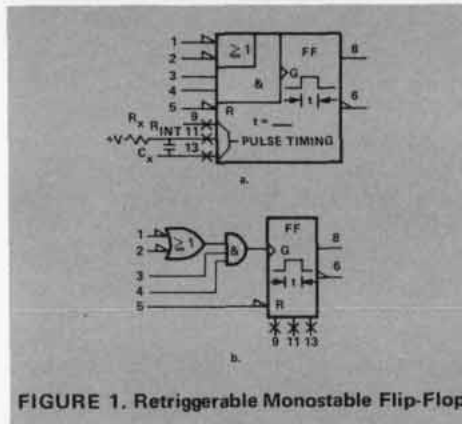 1
2
3
4
5
≥ 1
&
G
FF
t
8
6
R
t = ___
+V
Rx
9
RINT
11
13
Cx
PULSE TIMING
a.
1
2
3
4
5
≥ 1
&
FF
G
t
R
8
6
9 11 13
b.
FIGURE 1. Retriggerable Monostable Flip-Flop